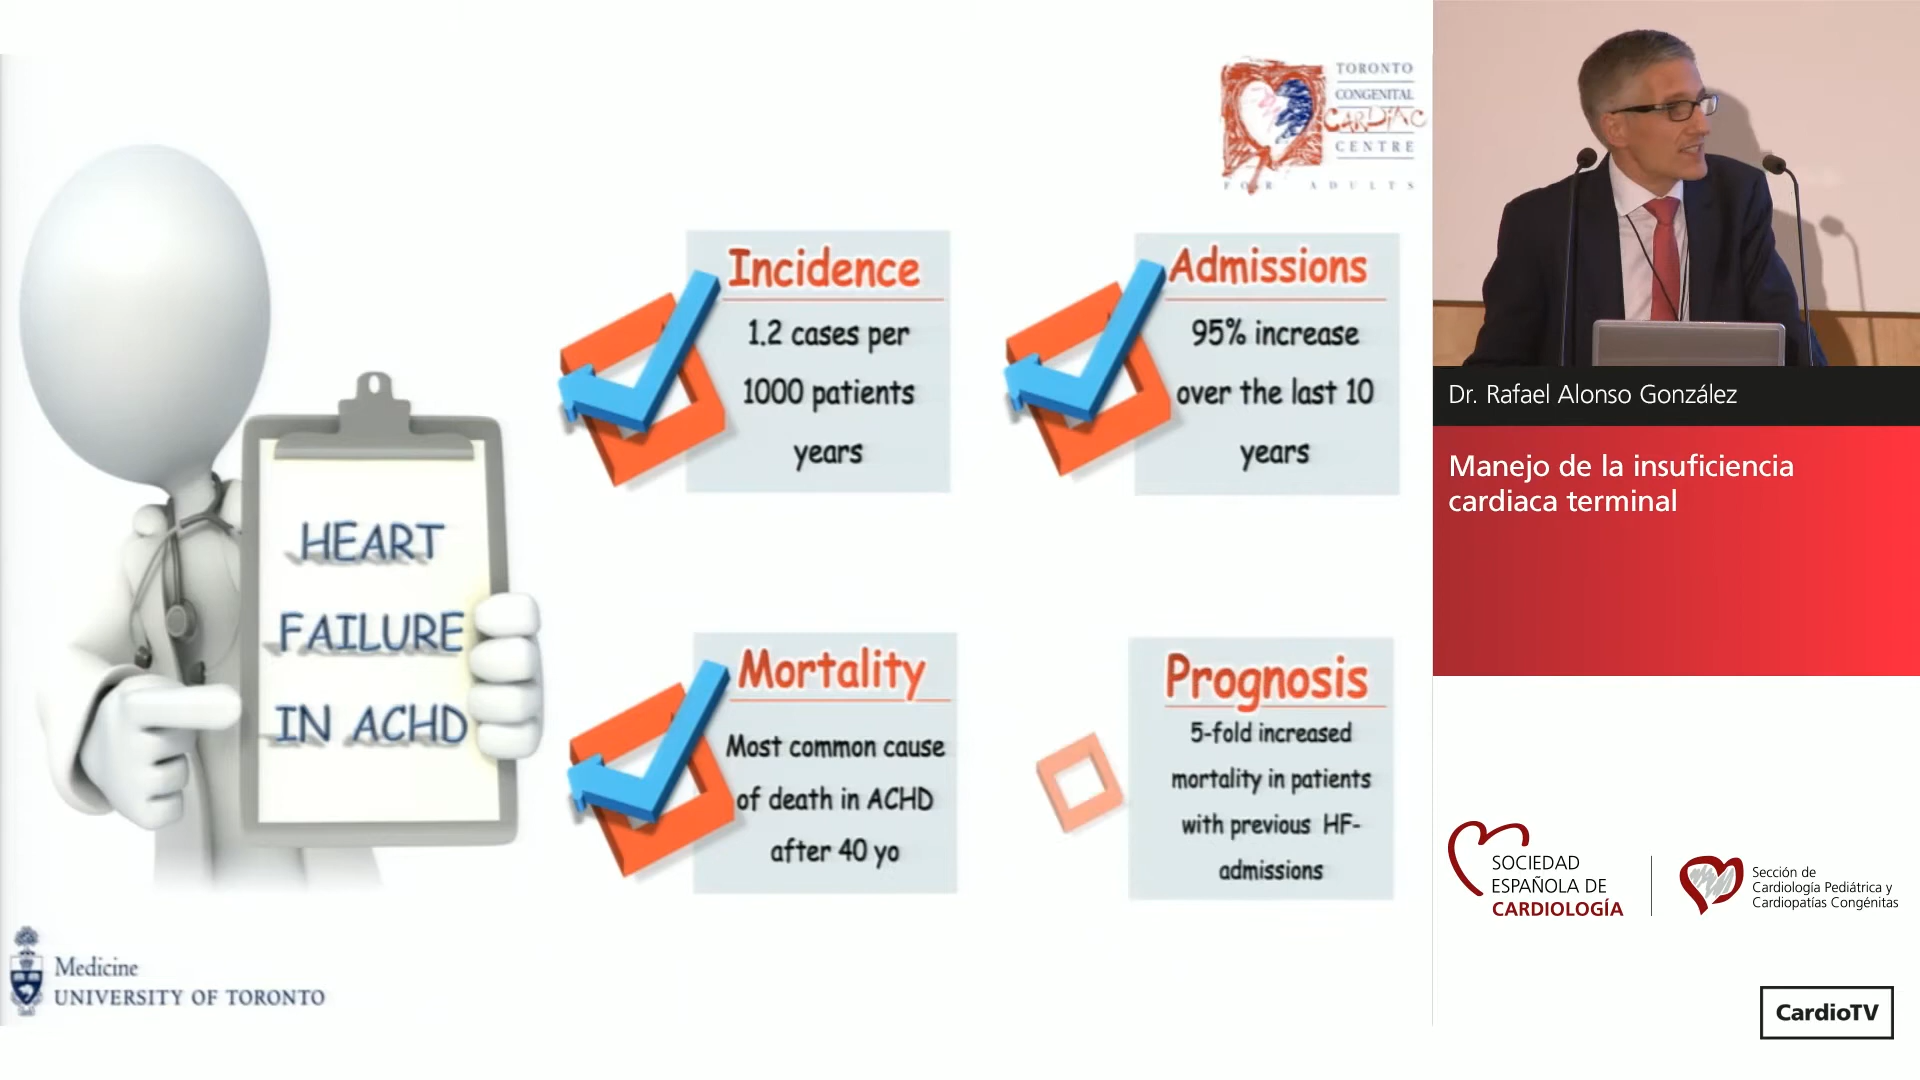 TORONTO
CONGENITAL
CARDIAC
CENTRE
FOR ADULTS
HEART
FAILURE
IN ACHD
Incidence
1.2 cases per
1000 patients
years
Admissions
95% increase
over the last 10
years
Mortality
Most common cause
of death in ACHD
after 40 yo
Prognosis
5-fold increased
mortality in patients
with previous HF-
admissions
Medicine
UNIVERSITY OF TORONTO
Dr. Rafael Alonso González
Manejo de la insuficiencia
cardiaca terminal
SOCIEDAD
ESPAÑOLA DE
CARDIOLOGÍA
Sección de
Cardiología Pediátrica y
Cardiopatías Congénitas
CardioTV